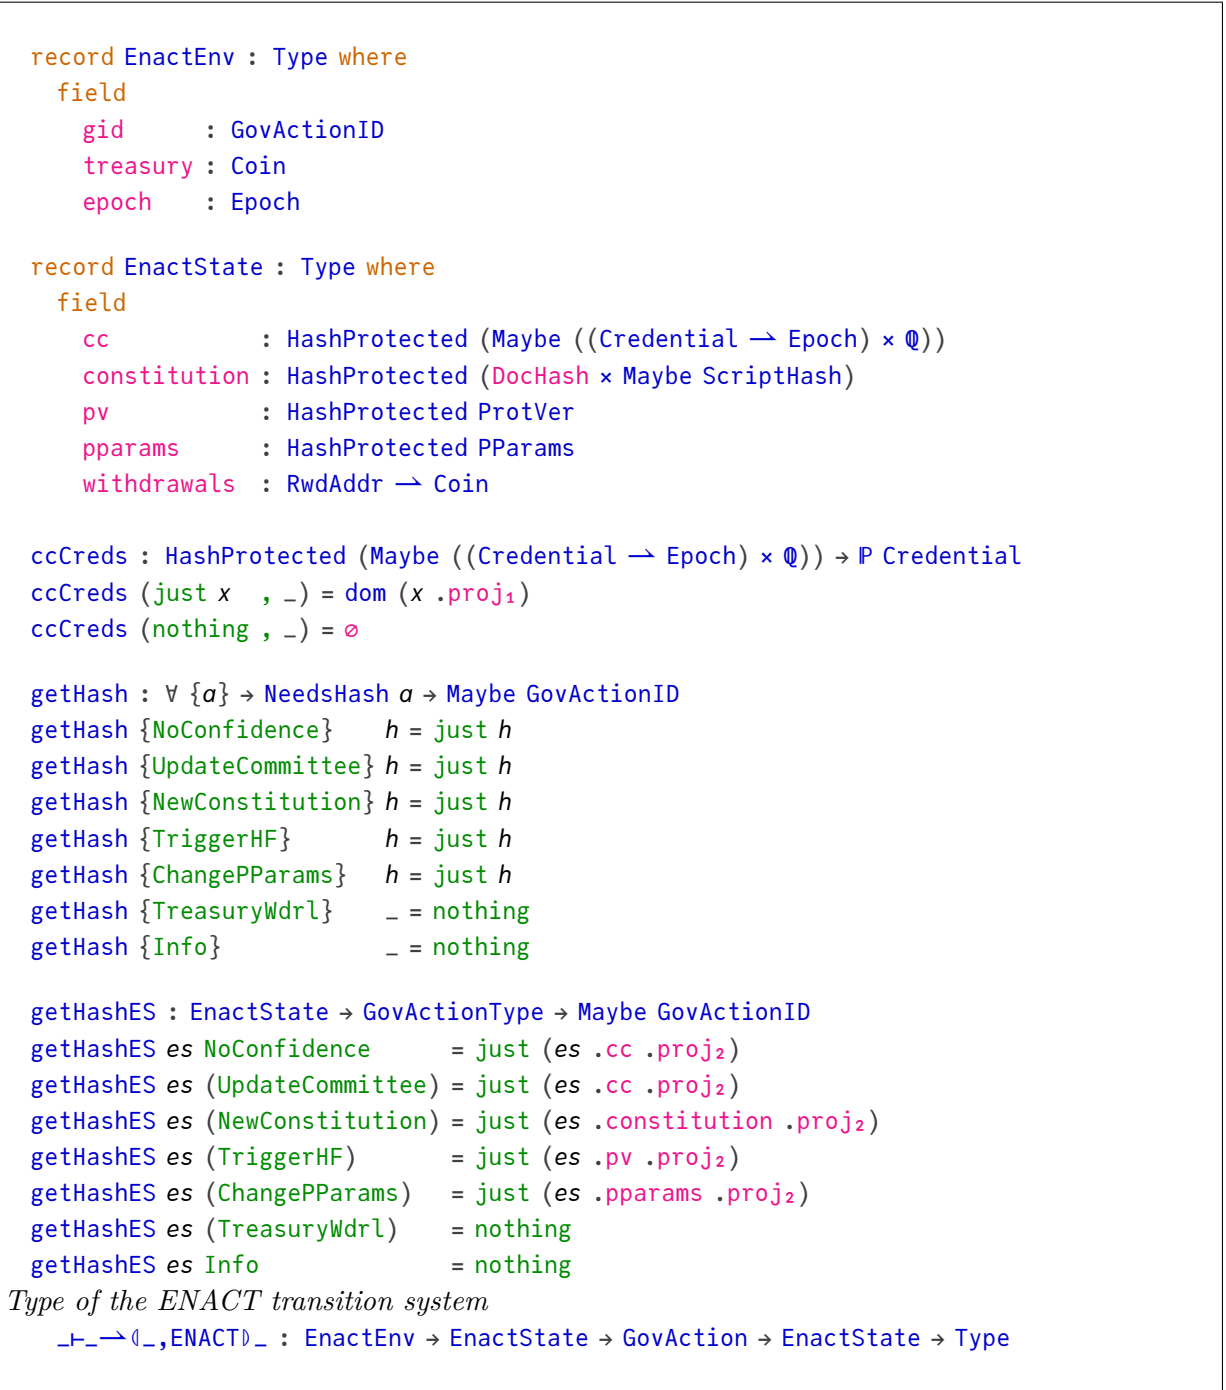 record EnactEnv : Type where
  field
    gid      : GovActionID
    treasury : Coin
    epoch    : Epoch

record EnactState : Type where
  field
    cc           : HashProtected (Maybe ((Credential ⇀ Epoch) × ℚ))
    constitution : HashProtected (DocHash × Maybe ScriptHash)
    pv           : HashProtected ProtVer
    pparams      : HashProtected PParams
    withdrawals  : RwdAddr ⇀ Coin

ccCreds : HashProtected (Maybe ((Credential ⇀ Epoch) × ℚ)) → ℙ Credential
ccCreds (just x  , _) = dom (x .proj₁)
ccCreds (nothing , _) = ∅

getHash : ∀ {a} → NeedsHash a → Maybe GovActionID
getHash {NoConfidence}    h = just h
getHash {UpdateCommittee} h = just h
getHash {NewConstitution} h = just h
getHash {TriggerHF}       h = just h
getHash {ChangePParams}   h = just h
getHash {TreasuryWdrl}    _ = nothing
getHash {Info}            _ = nothing

getHashES : EnactState → GovActionType → Maybe GovActionID
getHashES es NoConfidence      = just (es .cc .proj₂)
getHashES es (UpdateCommittee) = just (es .cc .proj₂)
getHashES es (NewConstitution) = just (es .constitution .proj₂)
getHashES es (TriggerHF)       = just (es .pv .proj₂)
getHashES es (ChangePParams)   = just (es .pparams .proj₂)
getHashES es (TreasuryWdrl)    = nothing
getHashES es Info              = nothing
Type of the ENACT transition system
  _⊢_⇀⦇_,ENACT⦈_ : EnactEnv → EnactState → GovAction → EnactState → Type